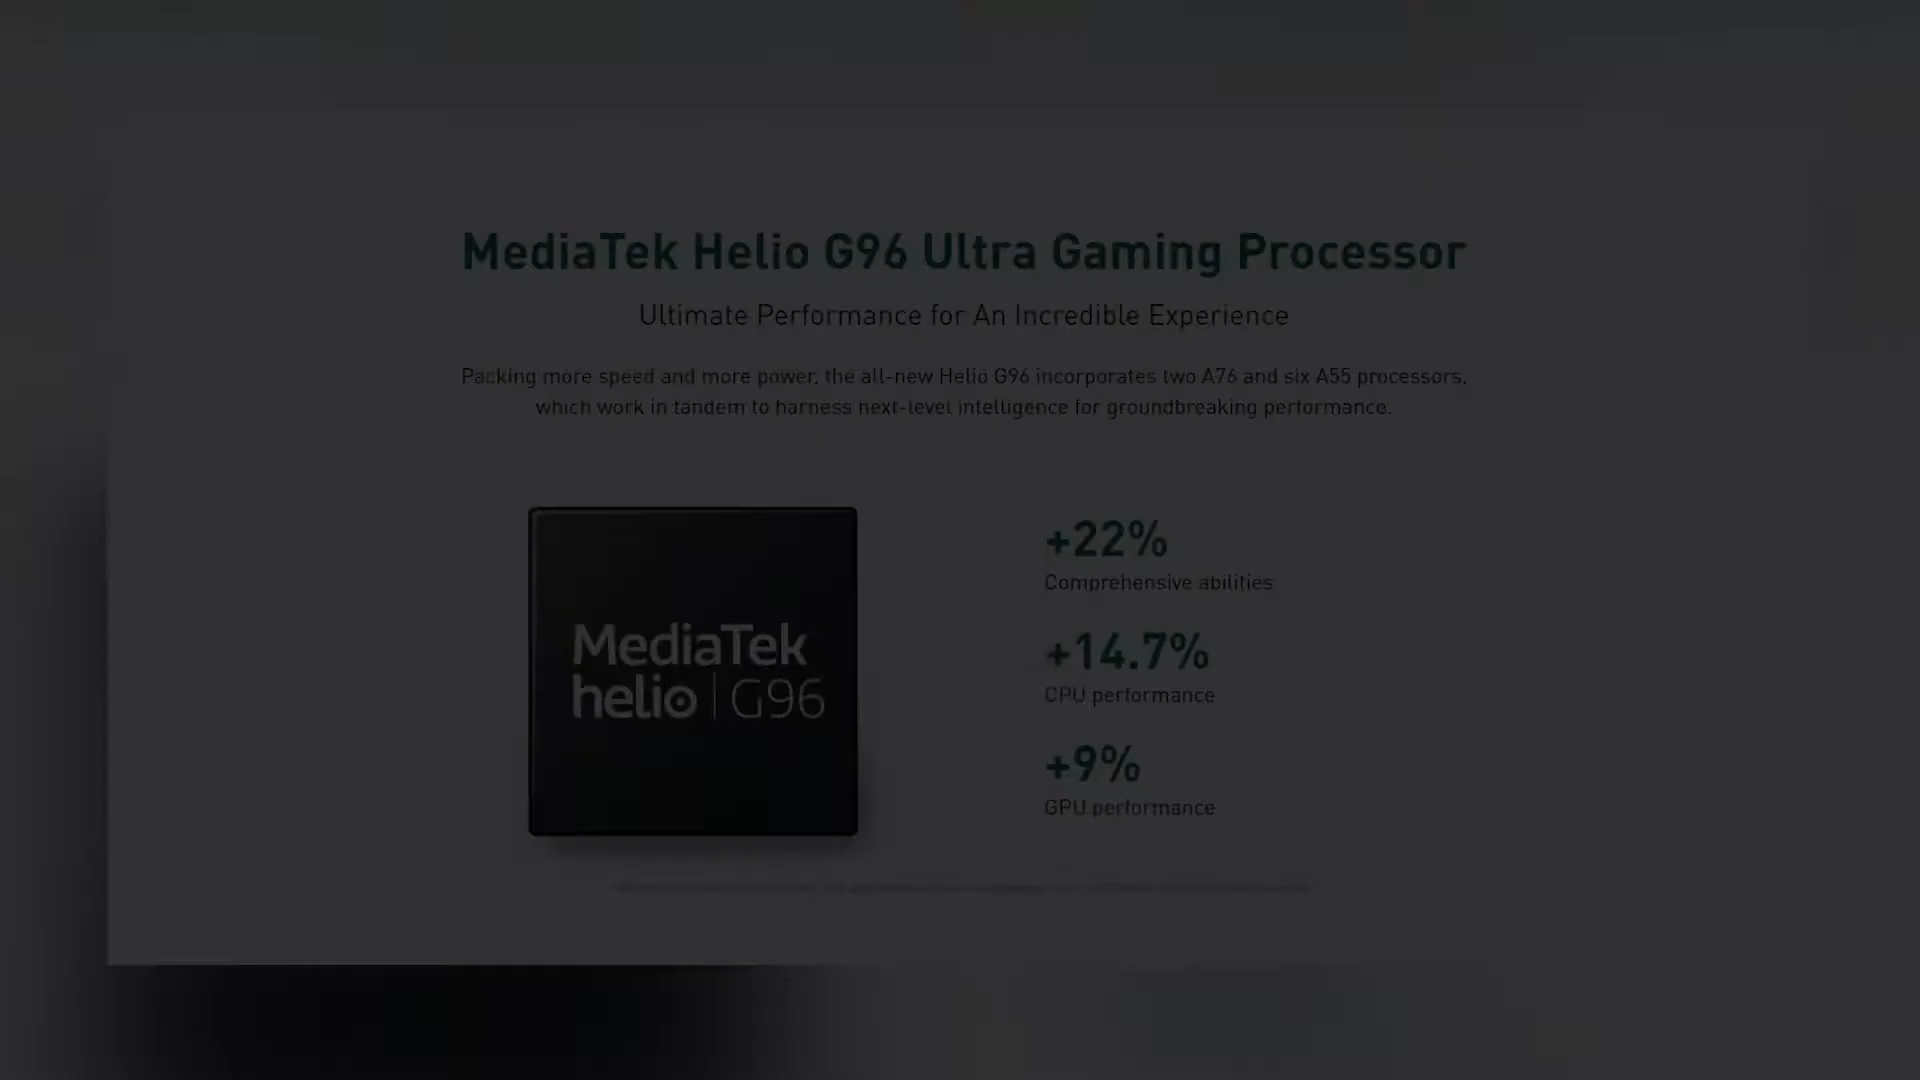 MediaTek Helio G96 Ultra Gaming Processor
Ultimate Performance for An Incredible Experience
Packing more speed and more power, the all-new Helio G96 incorporates two A76 and six A55 processors,
which work in tandem to harness next-level intelligence for groundbreaking performance.
MediaTek
helio | G96
+22%
Comprehensive abilities
+14.7%
CPU performance
+9%
GPU performance